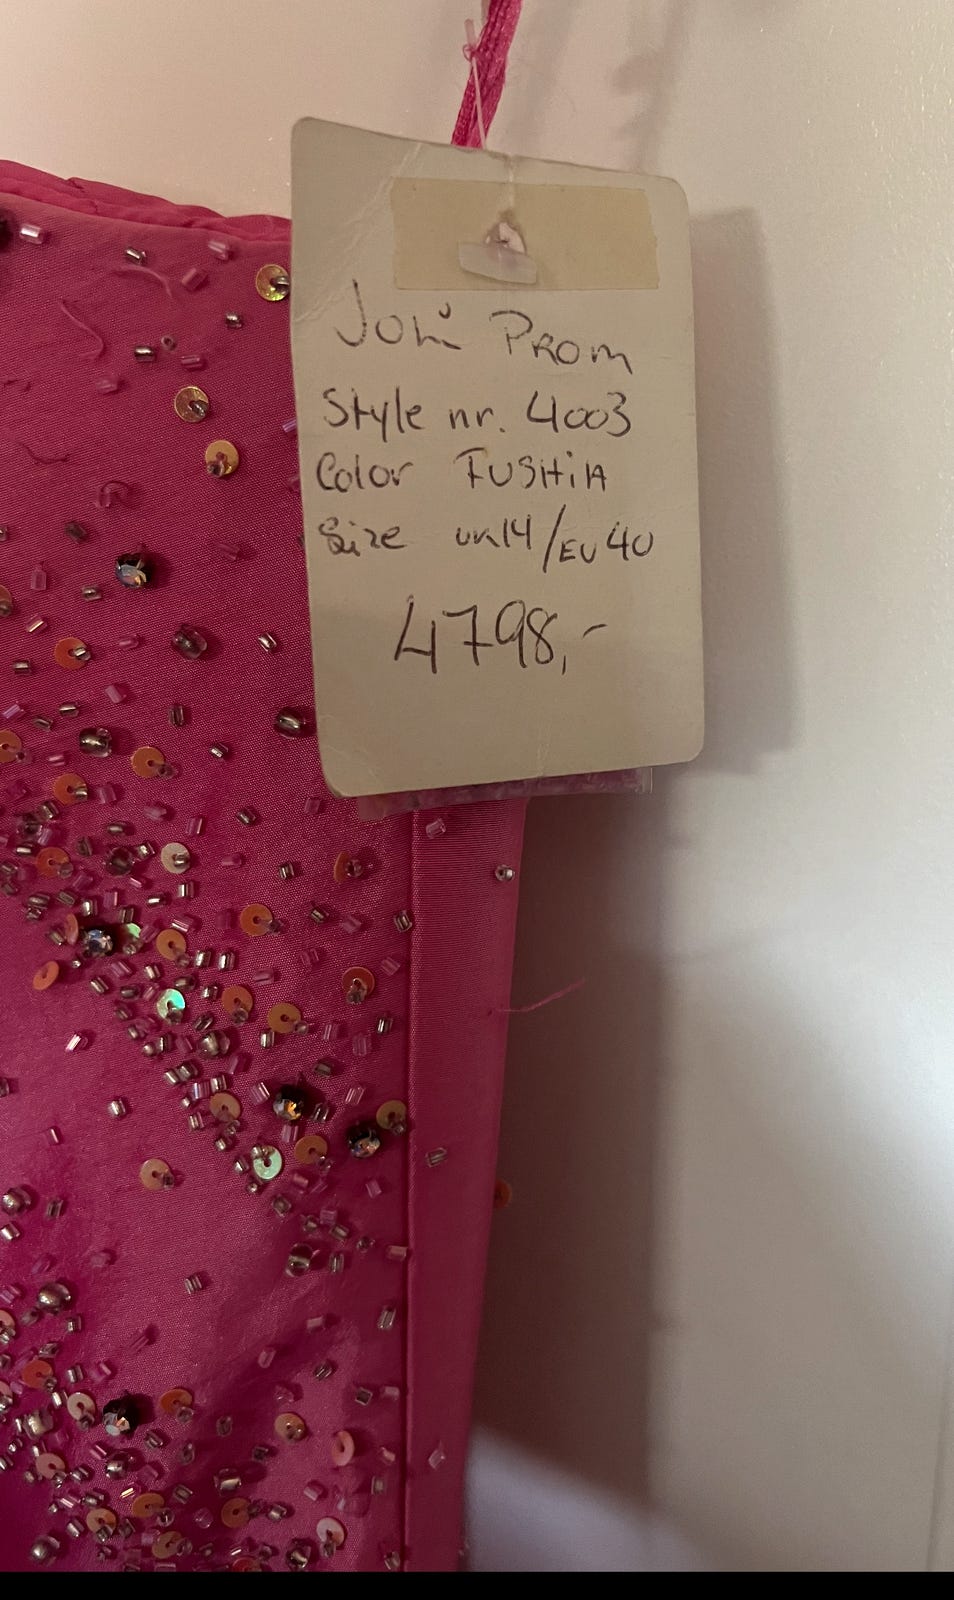 Joli Prom
Style nr. 4003
Color FUSHiA
Size UK14/EU40
4798,-